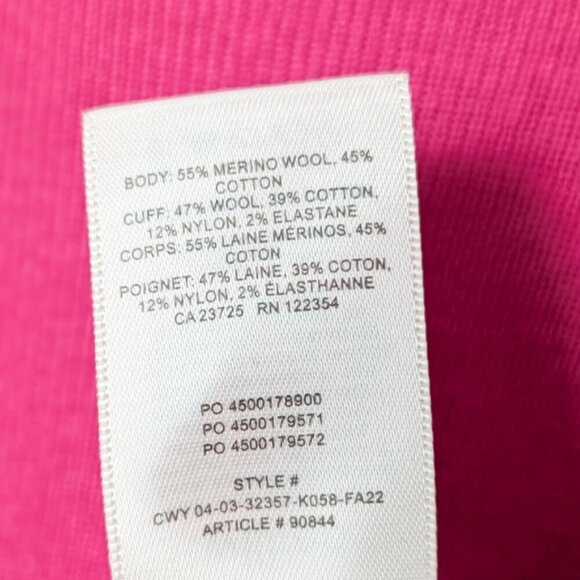 BODY: 55% MERINO WOOL, 45%
COTTON
CUFF: 47% WOOL, 39% COTTON,
12% NYLON, 2% ELASTANE
CORPS: 55% LAINE MÉRINOS, 45%
COTON
POIGNET: 47% LAINE, 39% COTON,
12% NYLON, 2% ÉLASTHANNE
CA 23725 RN 122354
PO 4500178900
PO 4500179571
PO 4500179572
STYLE #
CWY 04-03-32357-K058-FA22
ARTICLE # 90844